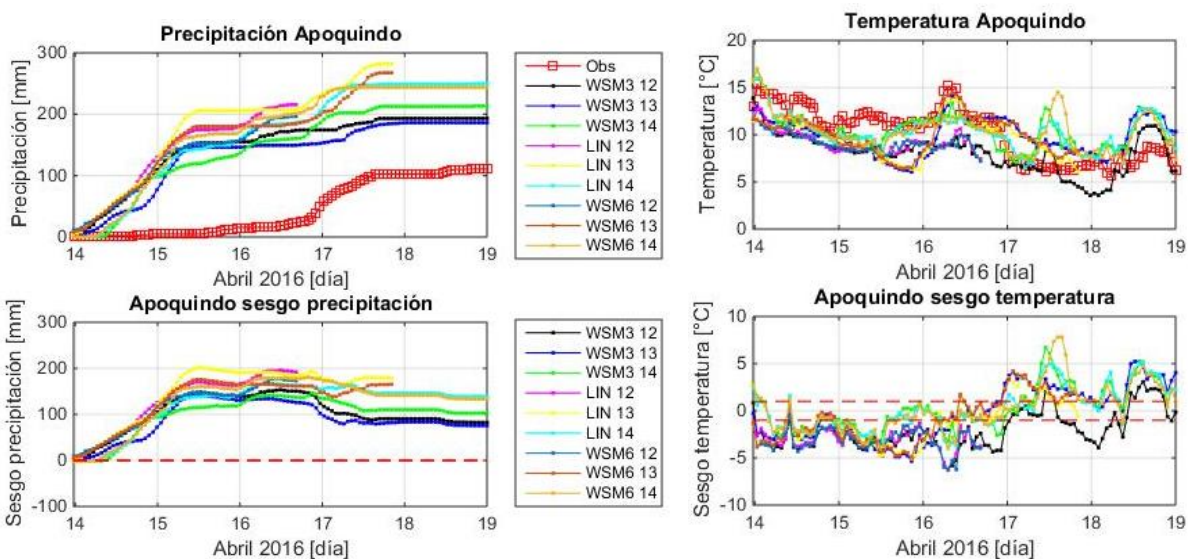 Precipitación Apoquindo
Precipitación [mm]
300
200
100
0
14 15 16 17 18 19
Abril 2016 [día]
Obs
WSM3 12
WSM3 13
WSM3 14
LIN 12
LIN 13
LIN 14
WSM6 12
WSM6 13
WSM6 14
Temperatura Apoquindo
Temperatura [°C]
20
15
10
5
0
14 15 16 17 18 19
Abril 2016 [día]
Apoquindo sesgo precipitación
Sesgo precipitación [mm]
300
200
100
0
-100
14 15 16 17 18 19
Abril 2016 [día]
WSM3 12
WSM3 13
WSM3 14
LIN 12
LIN 13
LIN 14
WSM6 12
WSM6 13
WSM6 14
Apoquindo sesgo temperatura
Sesgo temperatura [°C]
10
5
0
-5
-10
14 15 16 17 18 19
Abril 2016 [día]